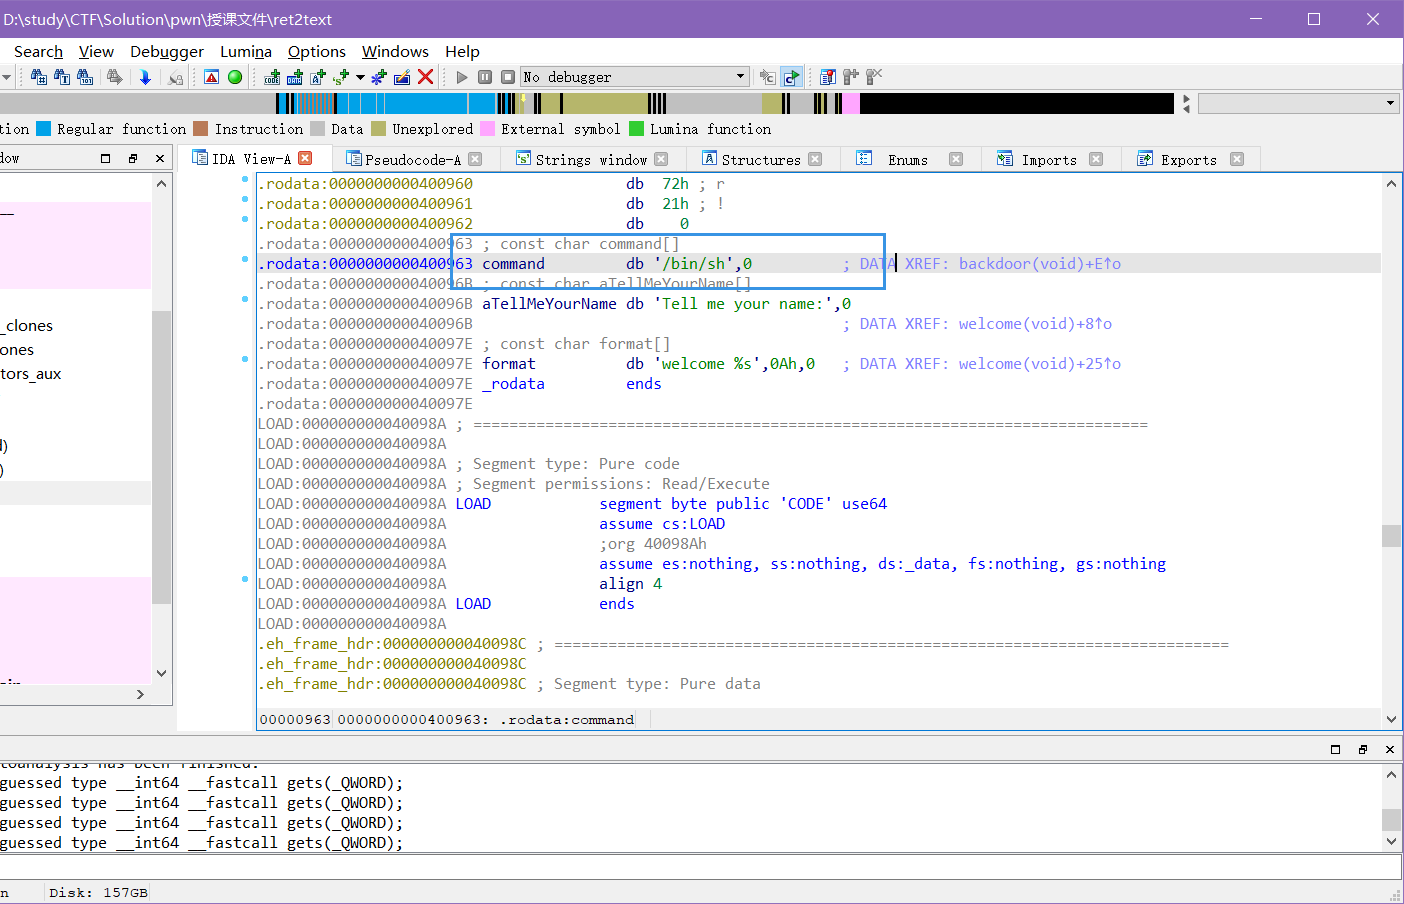 D:\study\CTF\Solution\pwn\授课文件\ret2text
Search View Debugger Lumina Options Windows Help
No debugger
tion Regular function Instruction Data Unexplored External symbol Lumina function
dow IDA View-A Pseudocode-A Strings window Structures Enums Imports Exports
.rodata:0000000000400960 db 72h ; r
.rodata:0000000000400961 db 21h ; !
.rodata:0000000000400962 db 0
.rodata:0000000000400963 ; const char command[]
.rodata:0000000000400963 command db '/bin/sh',0 ; DATA XREF: backdoor(void)+E↑o
.rodata:000000000040096B ; const char aTellMeYourName[]
.rodata:000000000040096B aTellMeYourName db 'Tell me your name:',0
.rodata:000000000040096B ; DATA XREF: welcome(void)+8↑o
.rodata:000000000040097E ; const char format[]
.rodata:000000000040097E format db 'welcome %s',0Ah,0 ; DATA XREF: welcome(void)+25↑o
.rodata:000000000040097E _rodata ends
.rodata:000000000040097E
LOAD:000000000040098A ; ===========================================================================
LOAD:000000000040098A
LOAD:000000000040098A ; Segment type: Pure code
LOAD:000000000040098A ; Segment permissions: Read/Execute
LOAD:000000000040098A LOAD segment byte public 'CODE' use64
LOAD:000000000040098A assume cs:LOAD
LOAD:000000000040098A ;org 40098Ah
LOAD:000000000040098A assume es:nothing, ss:nothing, ds:_data, fs:nothing, gs:nothing
LOAD:000000000040098A align 4
LOAD:000000000040098A LOAD ends
LOAD:000000000040098A
.eh_frame_hdr:000000000040098C ; ===========================================================================
.eh_frame_hdr:000000000040098C
.eh_frame_hdr:000000000040098C ; Segment type: Pure data
_clones
ones
tors_aux
)
)
00000963 0000000000400963: .rodata:command
toanalysis has been finished.
guessed type __int64 __fastcall gets(_QWORD);
guessed type __int64 __fastcall gets(_QWORD);
guessed type __int64 __fastcall gets(_QWORD);
guessed type __int64 __fastcall gets(_QWORD);
n Disk: 157GB